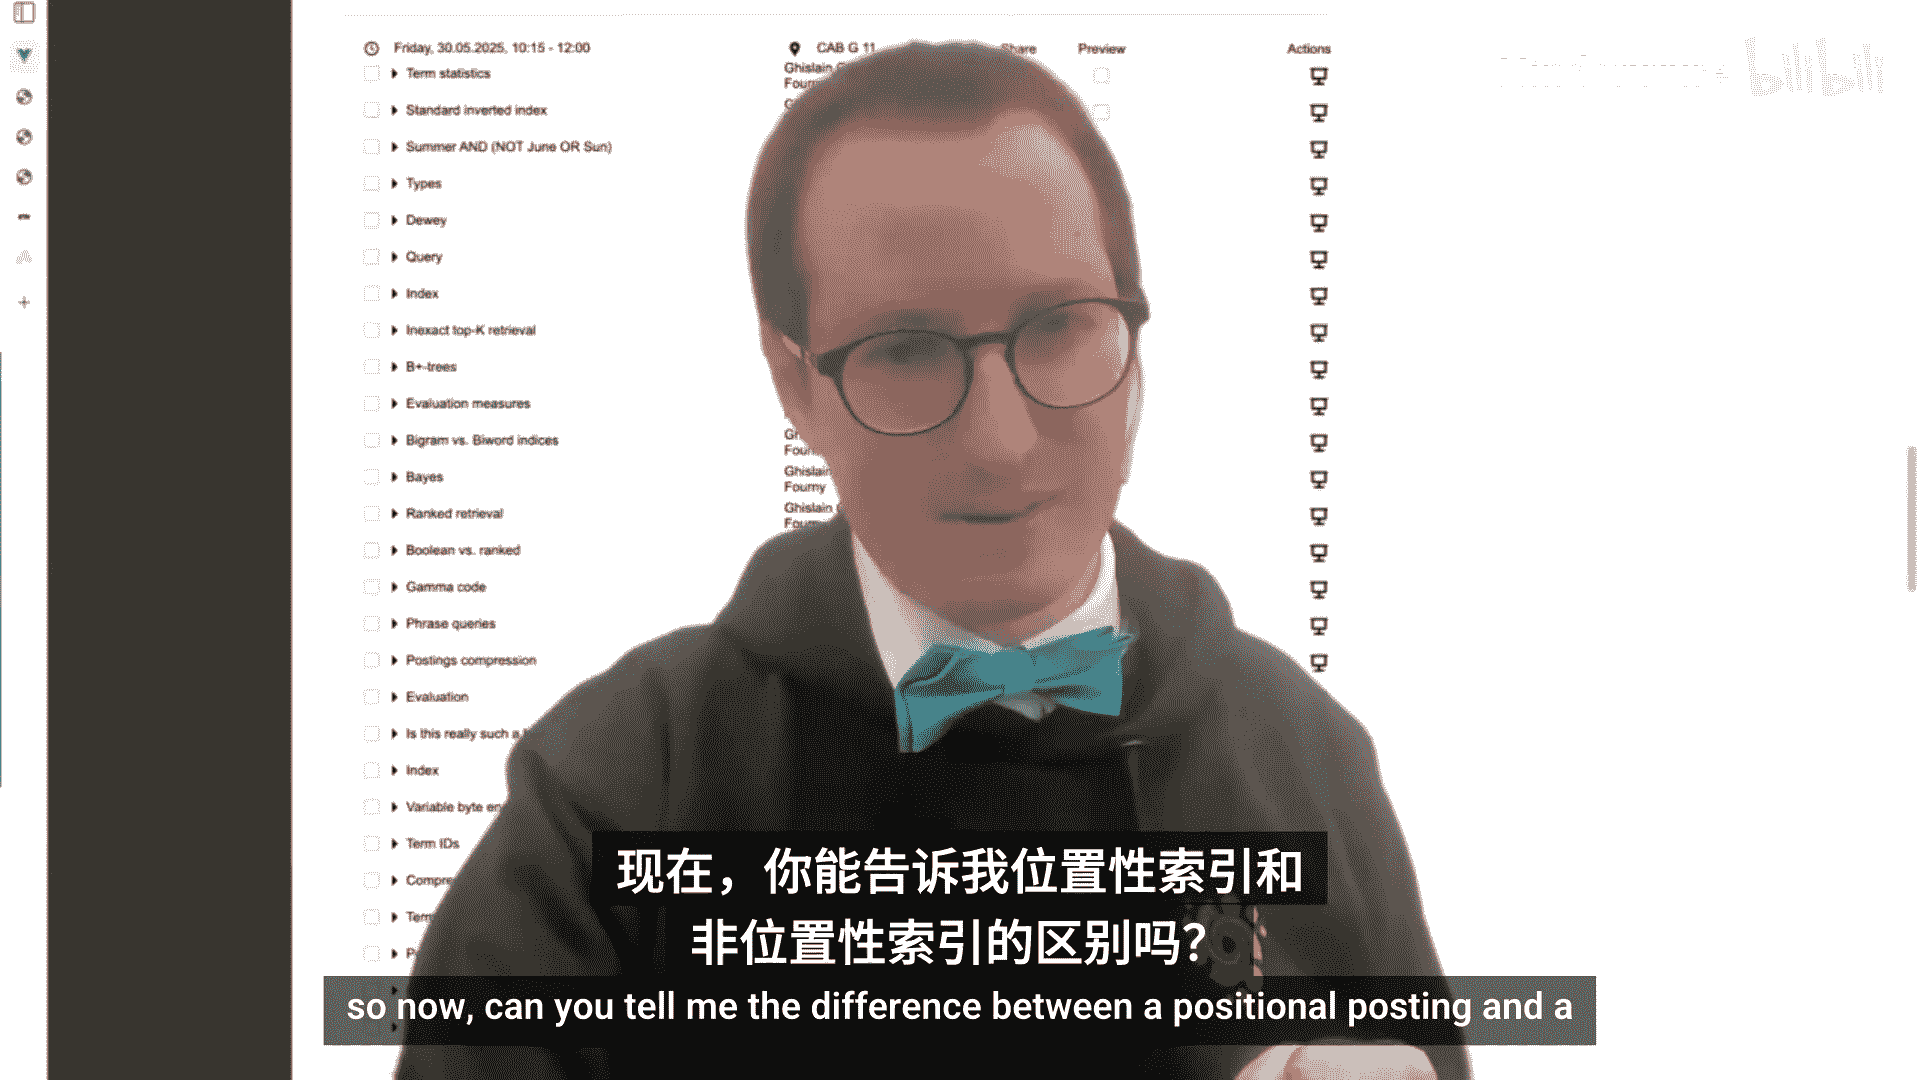 Friday, 30.05.2025, 10:15 - 12:00
CAB G 11
Share
Preview
Actions
Term statistics
Ghislain
Standard inverted index
Summer AND (NOT June OR Sun)
Types
Dewey
Query
Index
Inexact top-K retrieval
B+-trees
Evaluation measures
Bigram vs. Biword indices
Bayes
Ghislain
Fourny
Ranked retrieval
Ghislain
Boolean vs. ranked
Gamma code
Phrase queries
Postings compression
Evaluation
Is this really such a
Index
Variable byte en
Term IDs
Compre
Term
现在，你能告诉我位置性索引和
非位置性索引的区别吗？
so now, can you tell me the difference between a positional posting and a
bilibili